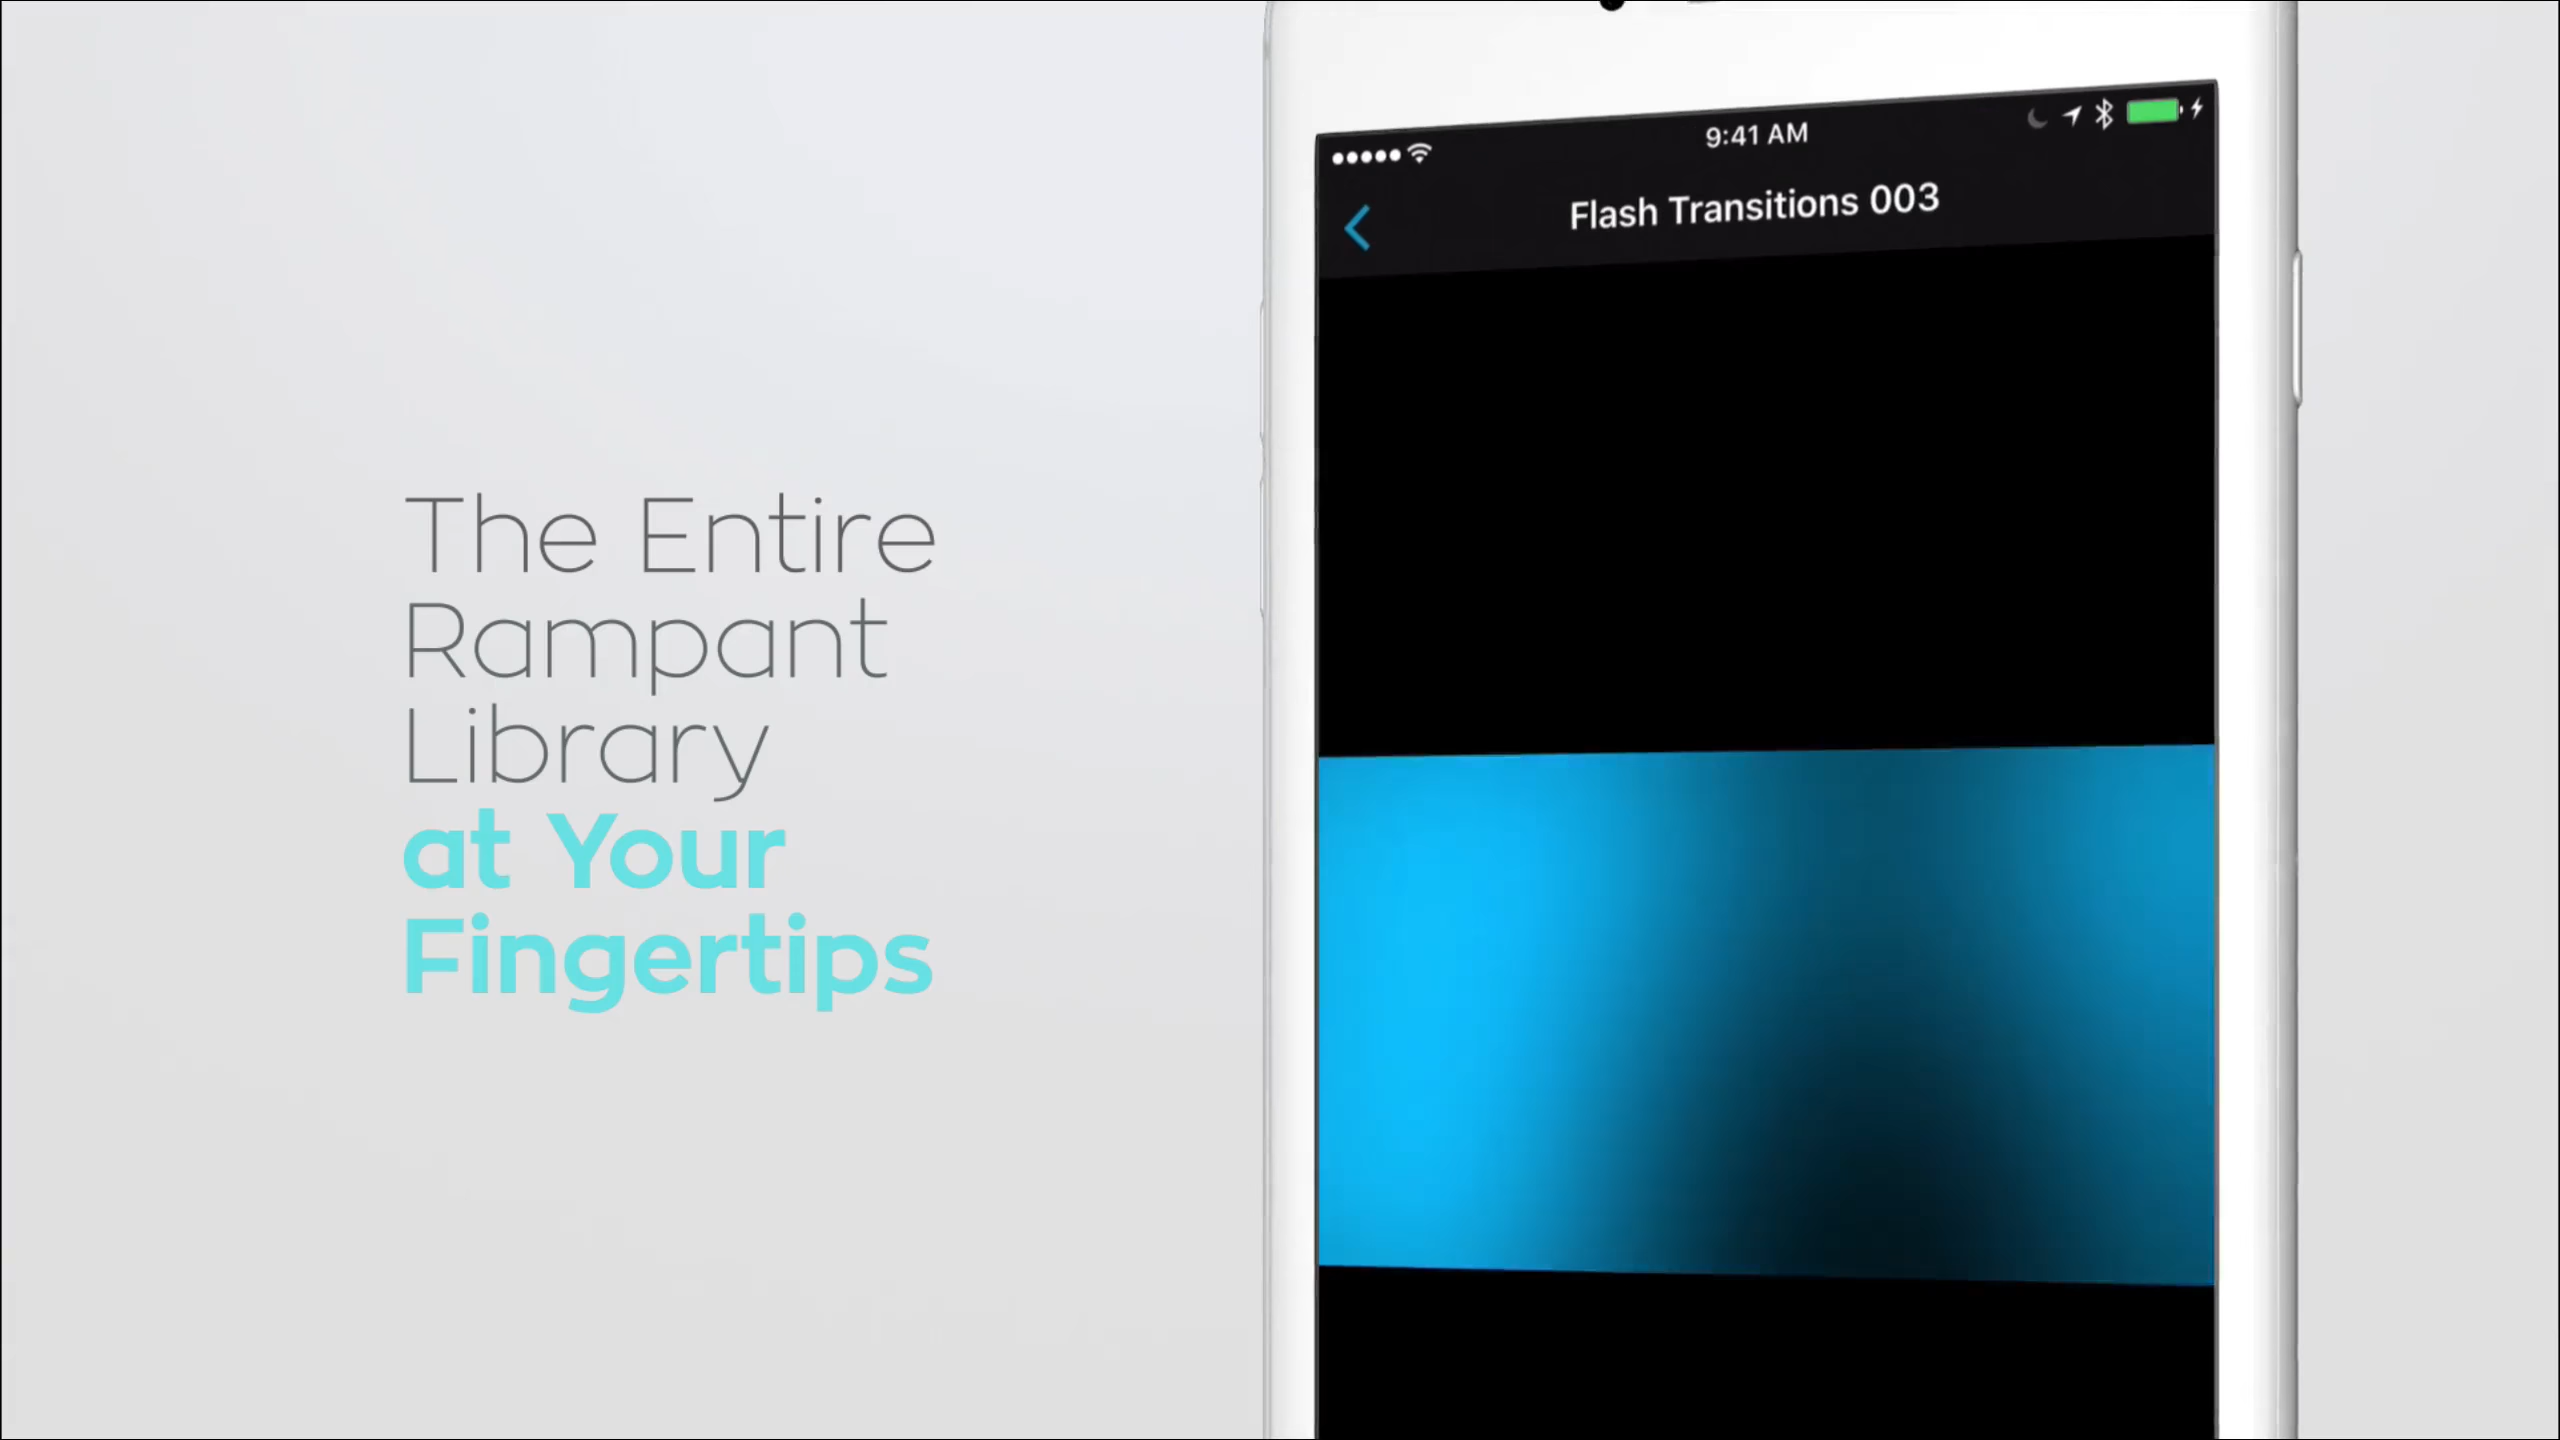 The Entire
Rampant
Library
at Your
Fingertips
9:41 AM
Flash Transitions 003